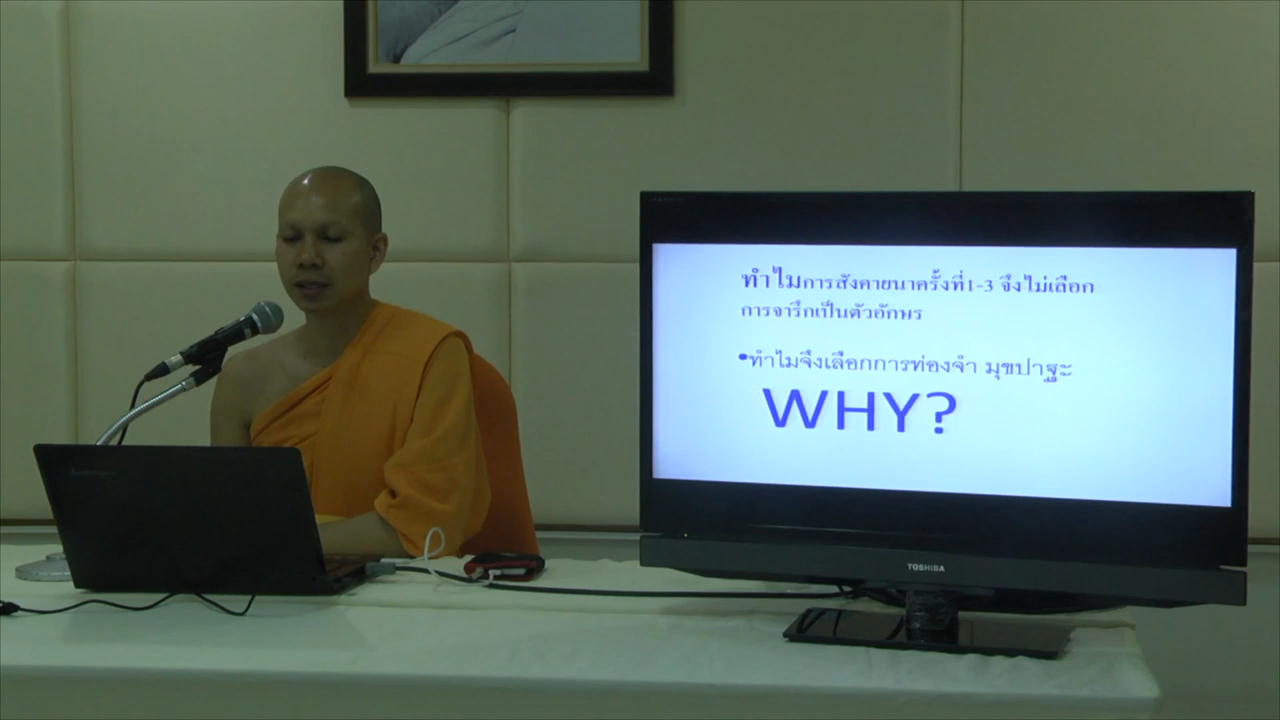 ทำไมการสังคายนาครั้งที่1-3 จึงไม่เลือก
การจารึกเป็นตัวอักษร
•ทำไมจึงเลือกการท่องจำ มุขปาฐะ
WHY?
TOSHIBA